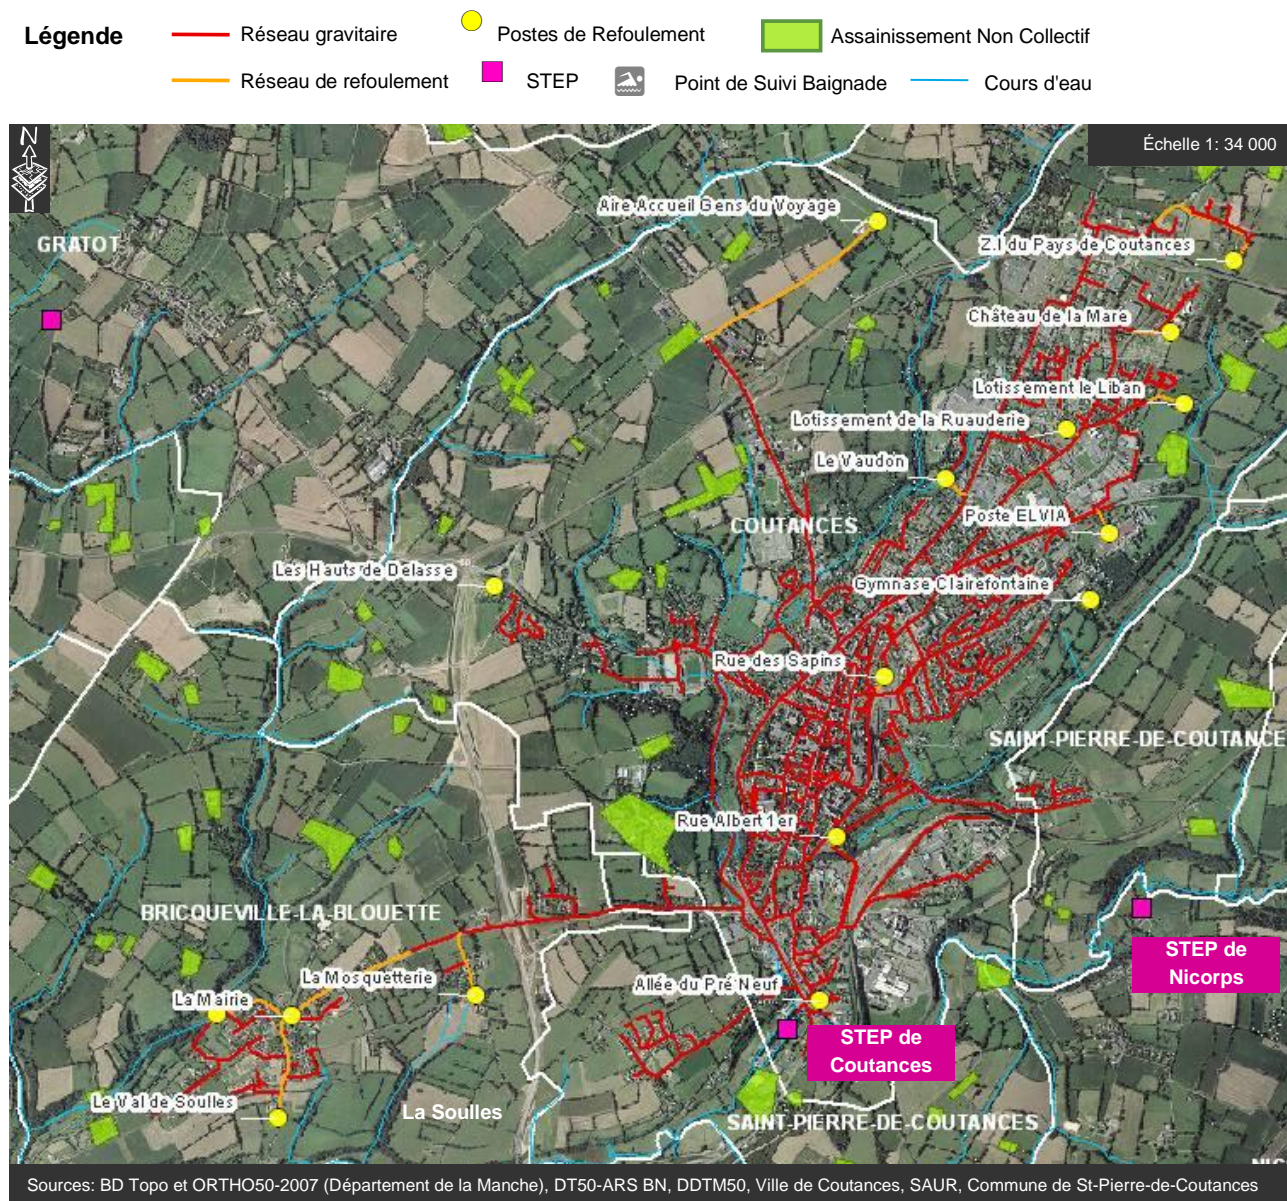 Légende
Réseau gravitaire
Postes de Refoulement
Assainissement Non Collectif
Réseau de refoulement
STEP
Point de Suivi Baignade
Cours d'eau
N
Échelle 1: 34 000
Aire Accueil Gens du Voyage
GRATOT
Z.I du Pays de Coutances
Château de la Mare
Lotissement le Liban
Lotissement de la Ruauderie
Le Vaudon
Poste ELVIA
COUTANCES
Les Hauts de Delasse
Gymnase Clairefontaine
Rue des Sapins
SAINT-PIERRE-DE-COUTANCE
Rue Albert 1er
BRICQUEVILLE-LA-BLOUETTE
STEP de
Nicorps
La Mosquetterie
Allée du Pré Neuf
La Mairie
STEP de
Coutances
Le Val de Soulles
La Soulles
SAINT-PIERRE-DE-COUTANCES
NIC
Sources: BD Topo et ORTHO50-2007 (Département de la Manche), DT50-ARS BN, DDTM50, Ville de Coutances, SAUR, Commune de St-Pierre-de-Coutances